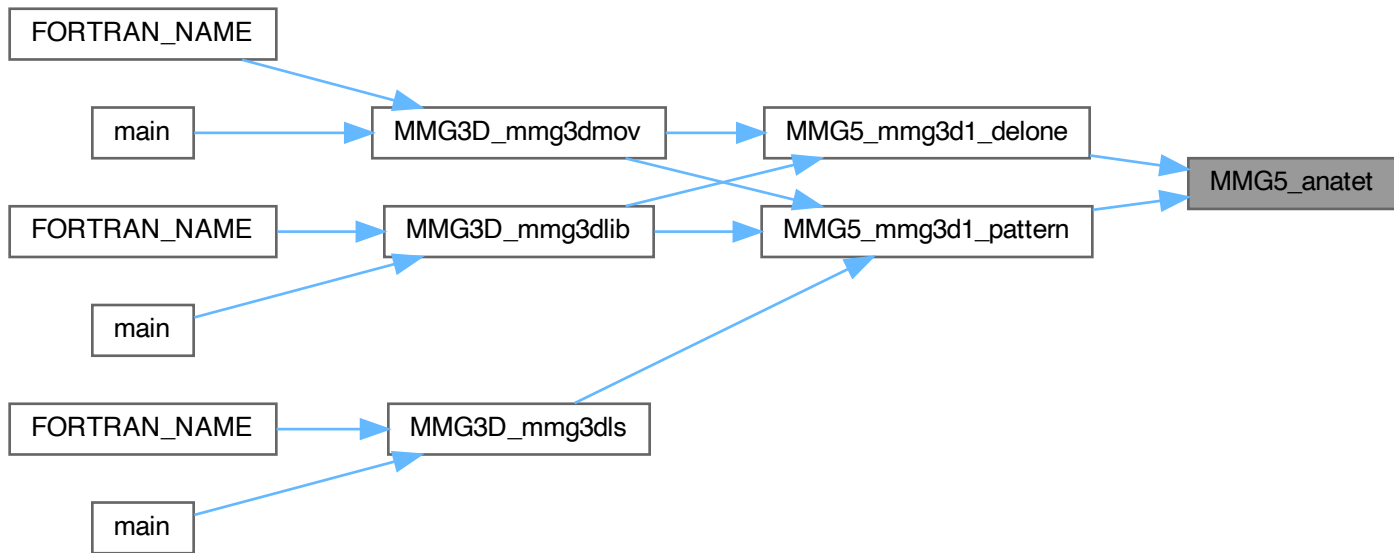 FORTRAN_NAME
main
MMG3D_mmg3dmov
MMG5_mmg3d1_delone
MMG5_anatet
FORTRAN_NAME
MMG3D_mmg3dlib
MMG5_mmg3d1_pattern
main
FORTRAN_NAME
MMG3D_mmg3dls
main